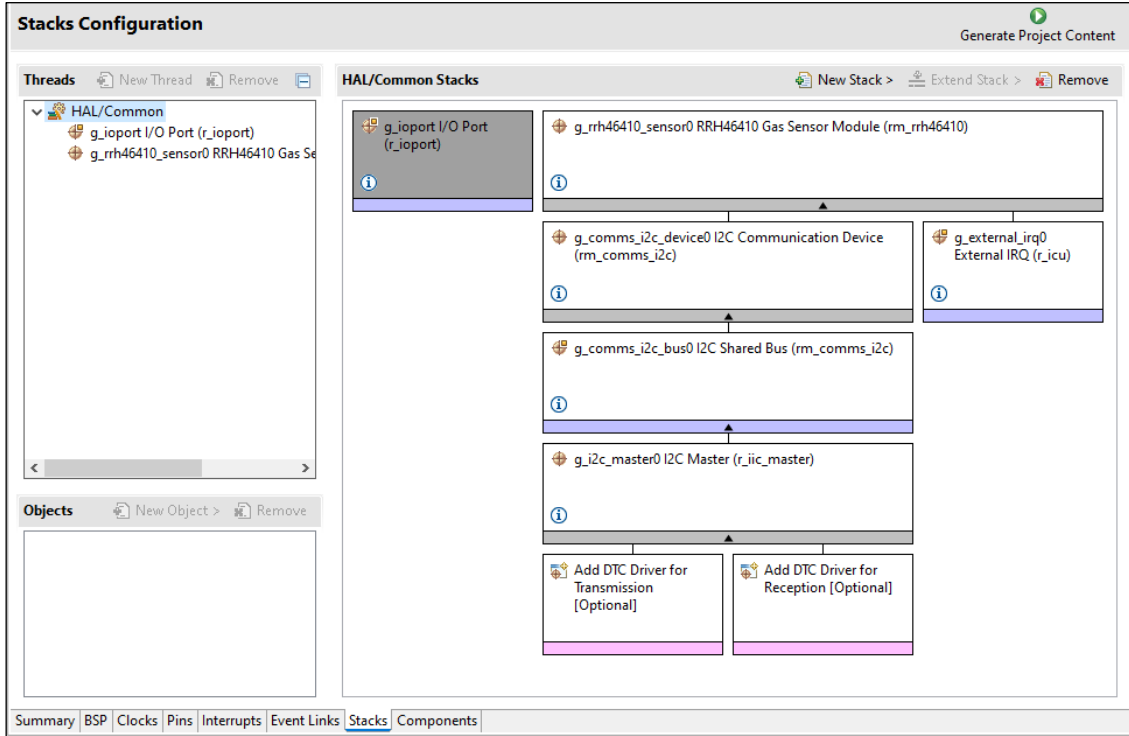 Stacks Configuration
Generate Project Content
Threads
New Thread
Remove
HAL/Common
g_ioport I/O Port (r_ioport)
g_rrh46410_sensor0 RRH46410 Gas Se
Objects
New Object >
Remove
HAL/Common Stacks
New Stack >
Extend Stack >
Remove
g_ioport I/O Port
(r_ioport)
g_rrh46410_sensor0 RRH46410 Gas Sensor Module (rm_rrh46410)
g_comms_i2c_device0 I2C Communication Device
(rm_comms_i2c)
g_external_irq0
External IRQ (r_icu)
g_comms_i2c_bus0 I2C Shared Bus (rm_comms_i2c)
g_i2c_master0 I2C Master (r_iic_master)
Add DTC Driver for
Transmission
[Optional]
Add DTC Driver for
Reception [Optional]
Summary BSP Clocks Pins Interrupts Event Links Stacks Components